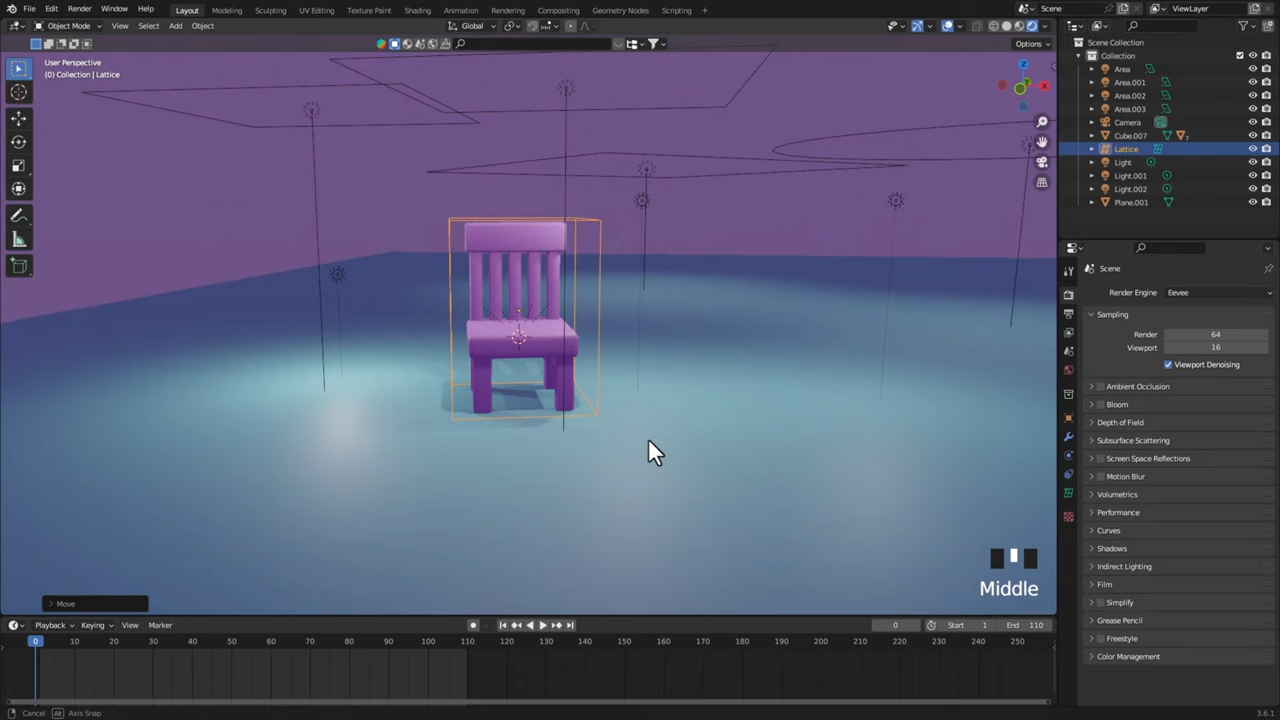 File Edit Render Window Help Layout Modeling Sculpting UV Editing Texture Paint Shading Animation Rendering Compositing Geometry Nodes Scripting + Scene ViewLayer
Object Mode View Select Add Object Global
Options
User Perspective
(0) Collection | Lattice
Scene Collection
Collection
Area
Area.001
Area.002
Area.003
Camera
Cube.007
Lattice
Light
Light.001
Light.002
Plane.001
Scene
Render Engine Eevee
Sampling
Render 64
Viewport 16
Viewport Denoising
Ambient Occlusion
Bloom
Depth of Field
Subsurface Scattering
Screen Space Reflections
Motion Blur
Volumetrics
Performance
Curves
Shadows
Indirect Lighting
Film
Simplify
Grease Pencil
Freestyle
Color Management
Middle
Move
Playback Keying View Marker 0 Start 1 End 110
0 10 20 30 40 50 60 70 80 90 100 110 120 130 140 150 160 170 180 190 200 210 220 230 240 250
Cancel Alt Axis Snap 3.6.1